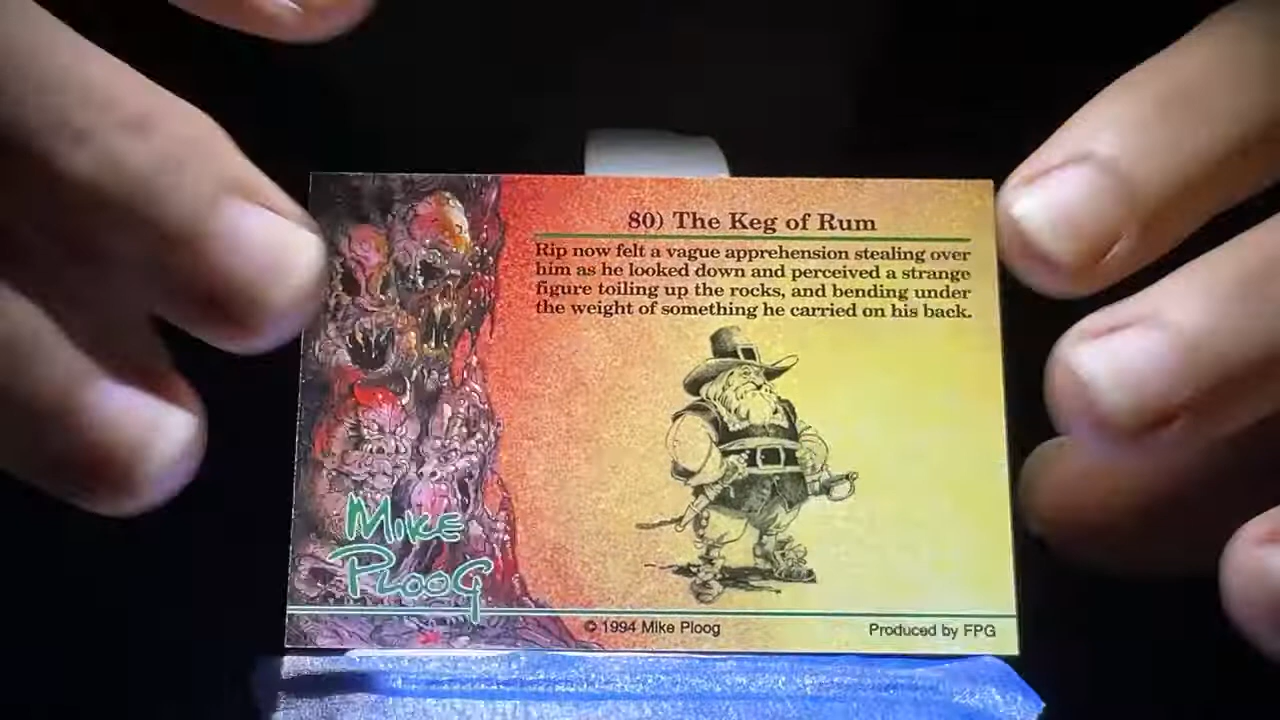 80) The Keg of Rum
Rip now felt a vague apprehension stealing over
him as he looked down and perceived a strange
figure toiling up the rocks, and bending under
the weight of something he carried on his back.
MIKE
PLOOG
© 1994 Mike Ploog
Produced by FPG